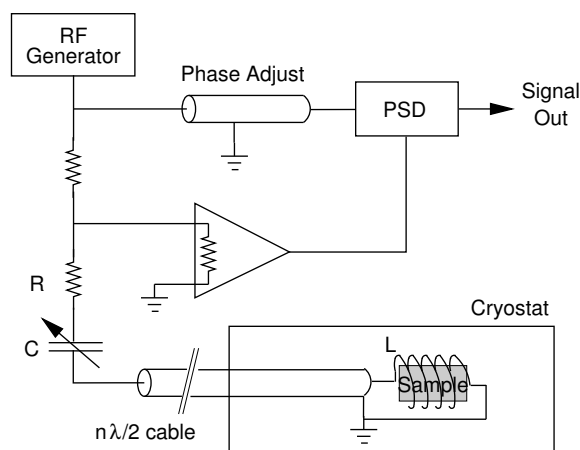 RF
Generator
Phase Adjust
PSD
Signal
Out
R
C
Cryostat
L
Sample
nλ/2 cable